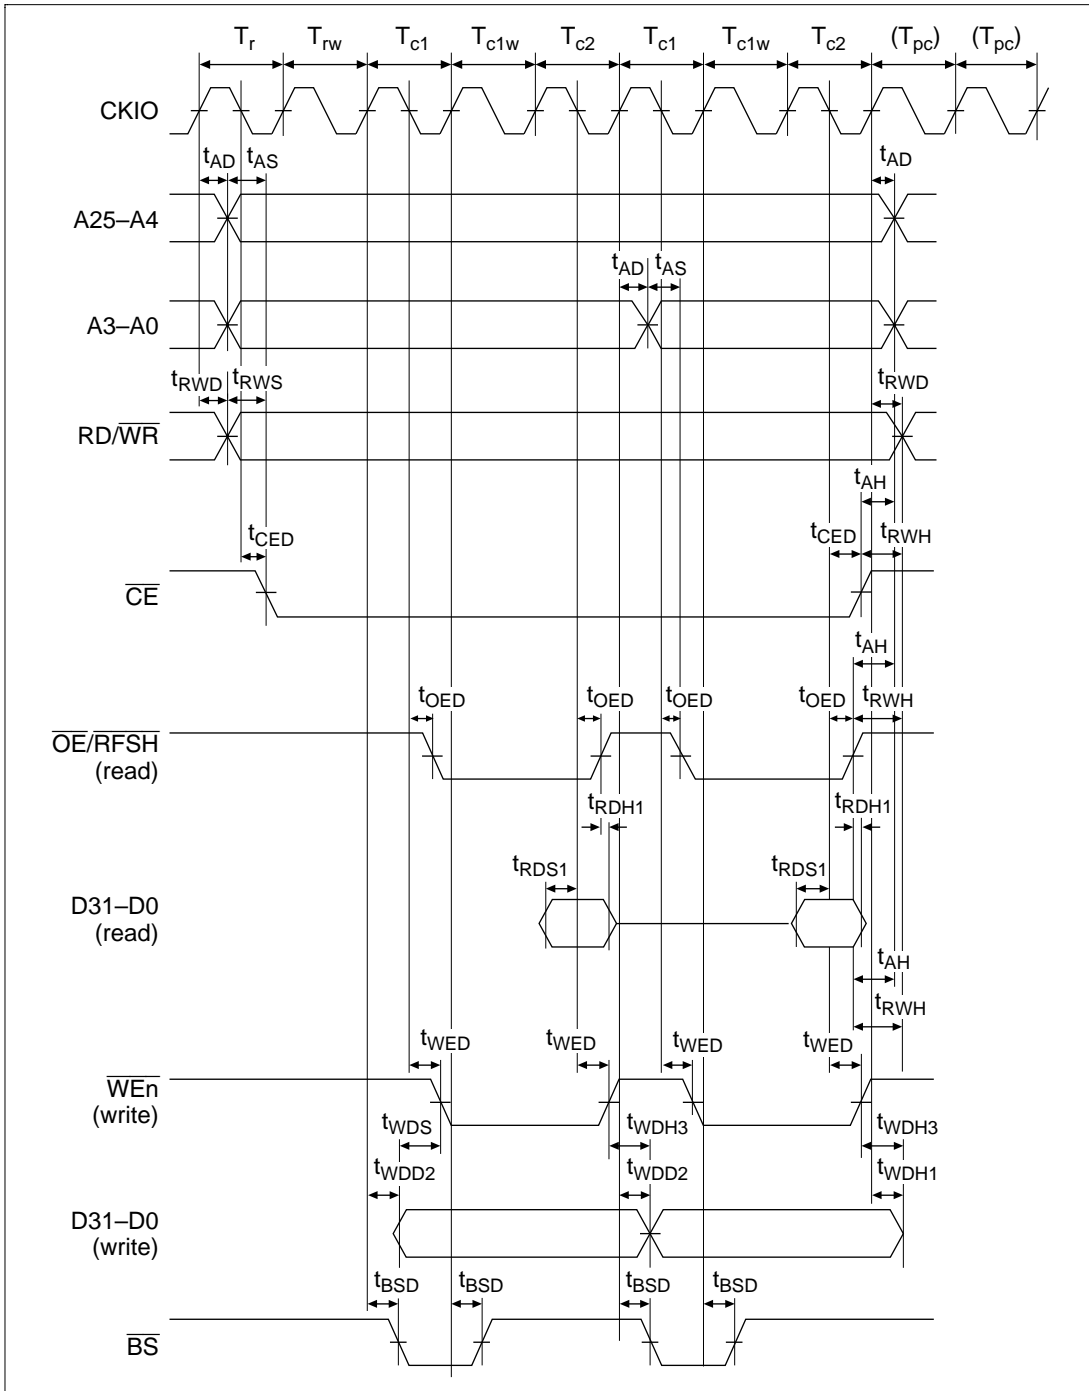 Tr Trw Tc1 Tc1w Tc2 Tc1 Tc1w Tc2 (Tpc) (Tpc)
CKIO
tAD tAS tAD
A25–A4
tAD tAS
A3–A0
tRWD tRWS tRWD
RD/WR
tAH
tCED tCED tRWH
CE
tAH
tOED tOED tOED tOED tRWH
OE/RFSH
(read)
tRDH1 tRDH1
tRDS1 tRDS1
D31–D0
(read)
tAH
tRWH
tWED tWED tWED tWED
WEn
(write)
tWDS tWDH3 tWDH3
tWDD2 tWDD2 tWDH1
D31–D0
(write)
tBSD tBSD tBSD tBSD
BS